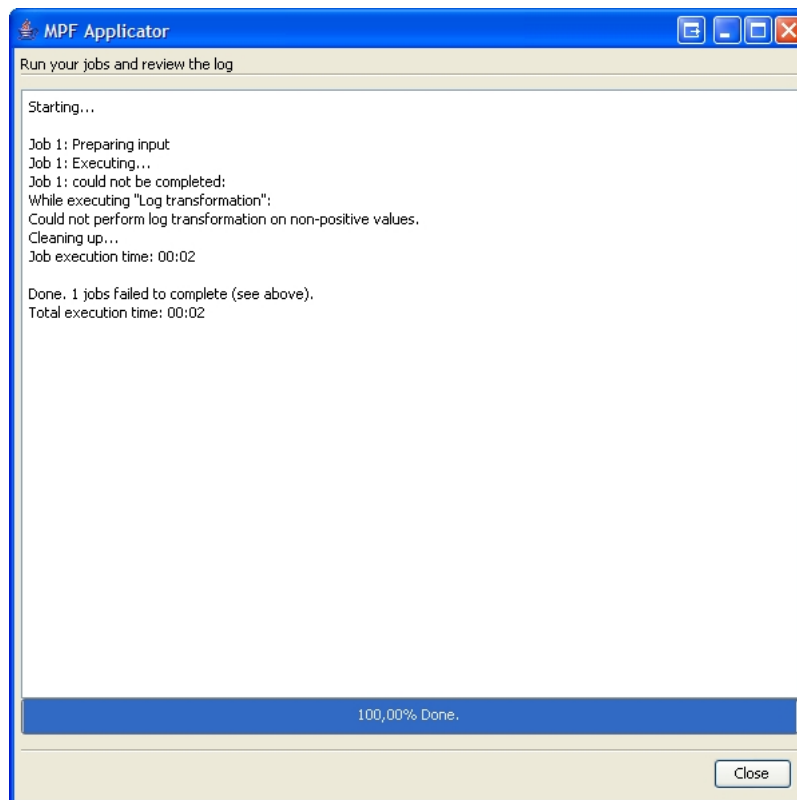 MPF Applicator
Run your jobs and review the log
Starting...
Job 1: Preparing input
Job 1: Executing...
Job 1: could not be completed:
While executing "Log transformation":
Could not perform log transformation on non-positive values.
Cleaning up...
Job execution time: 00:02
Done. 1 jobs failed to complete (see above).
Total execution time: 00:02
100,00% Done.
Close